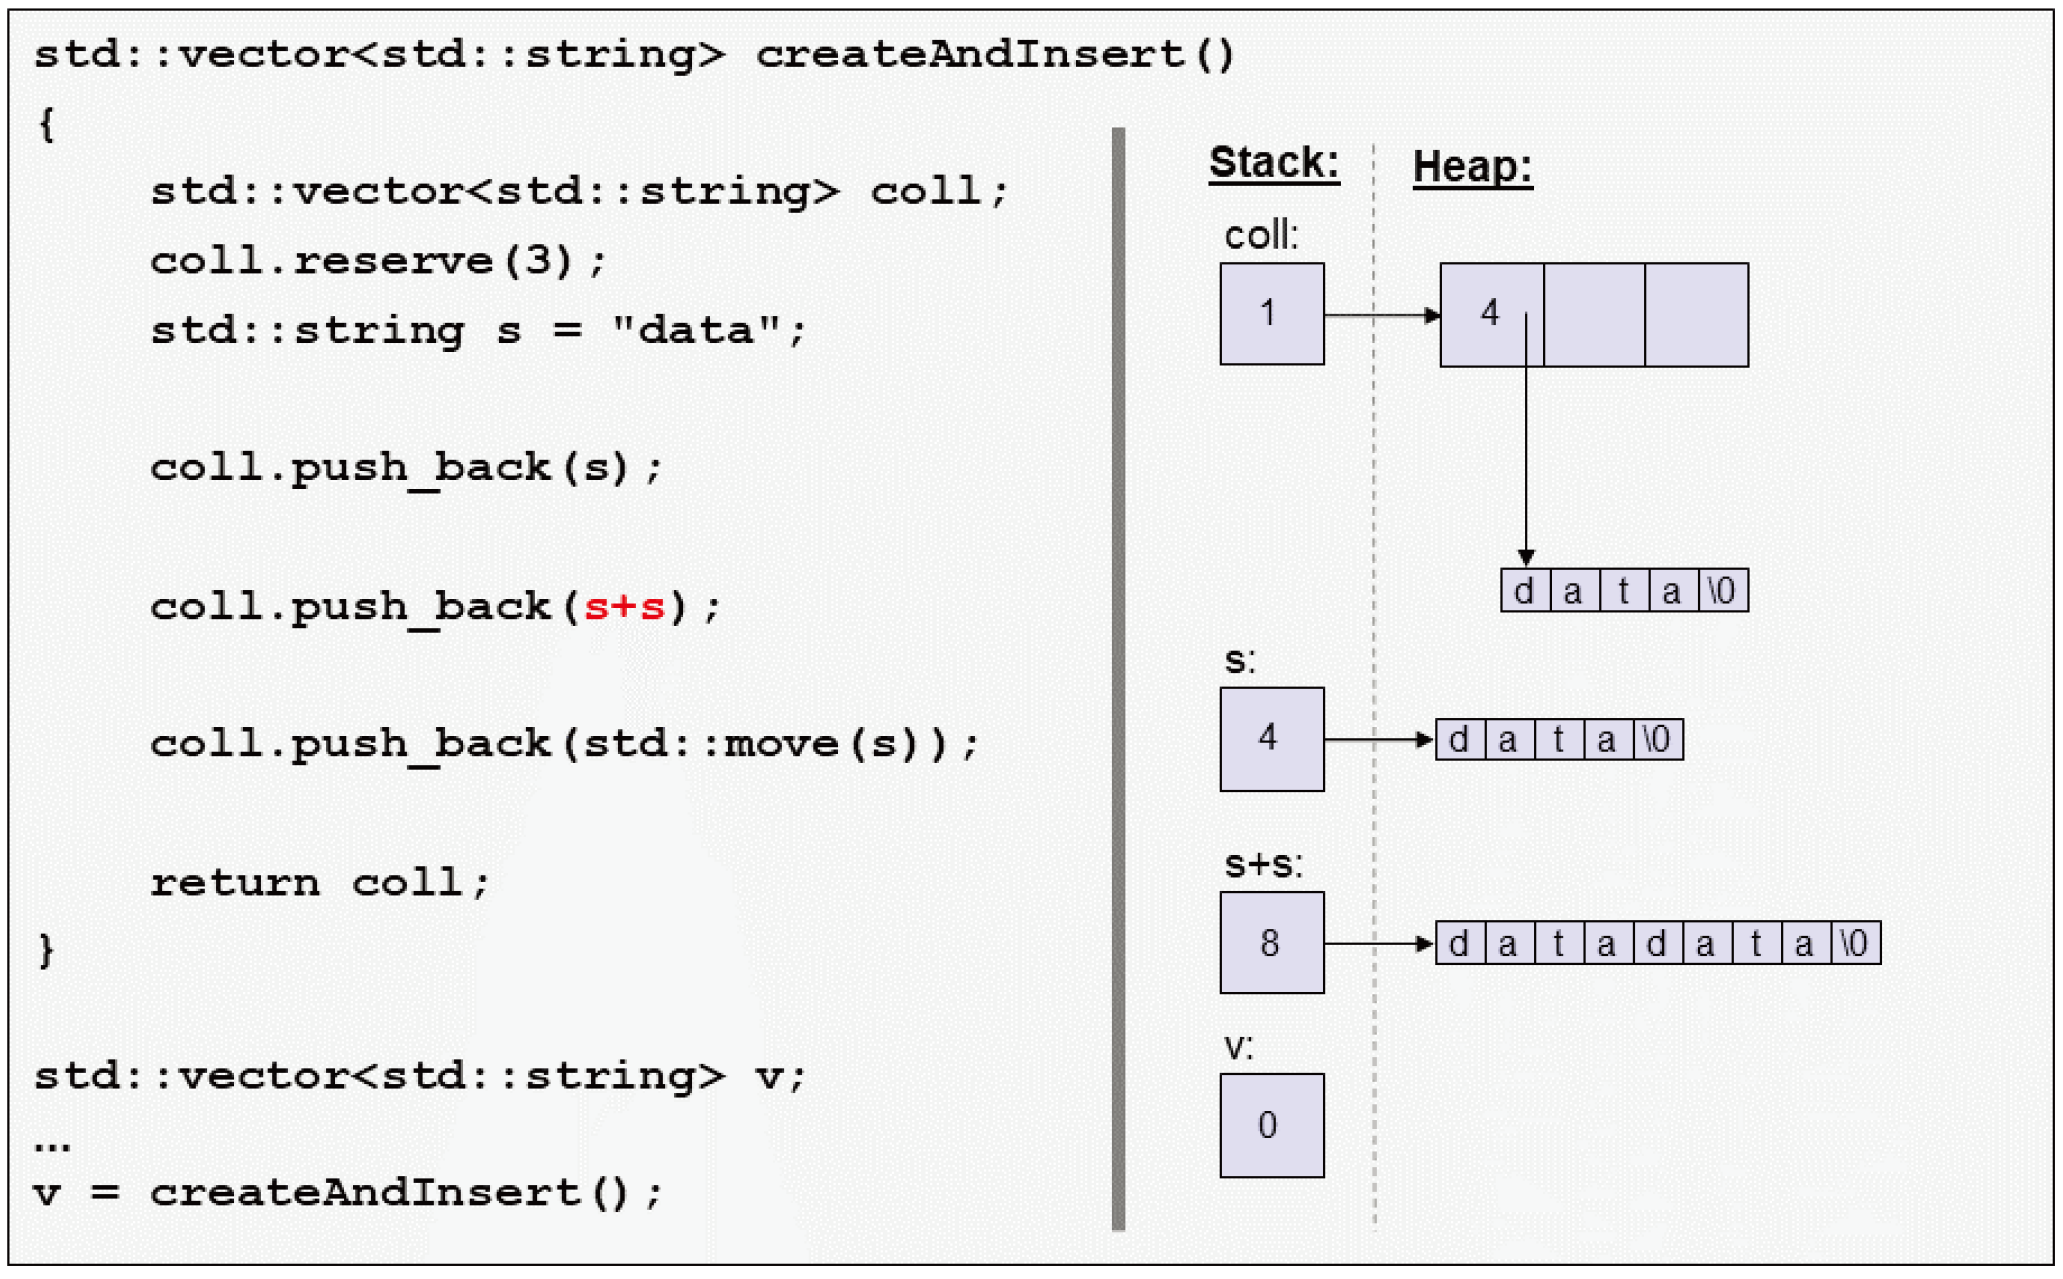 std::vector<std::string> createAndInsert()
{
std::vector<std::string> coll;
coll.reserve(3);
std::string s = "data";
coll.push_back(s);
coll.push_back(s+s);
coll.push_back(std::move(s));
return coll;
}
std::vector<std::string> v;
...
v = createAndInsert();
Stack: Heap:
coll:
1 4
d a t a \0
s:
4 d a t a \0
s+s:
8 d a t a d a t a \0
v:
0